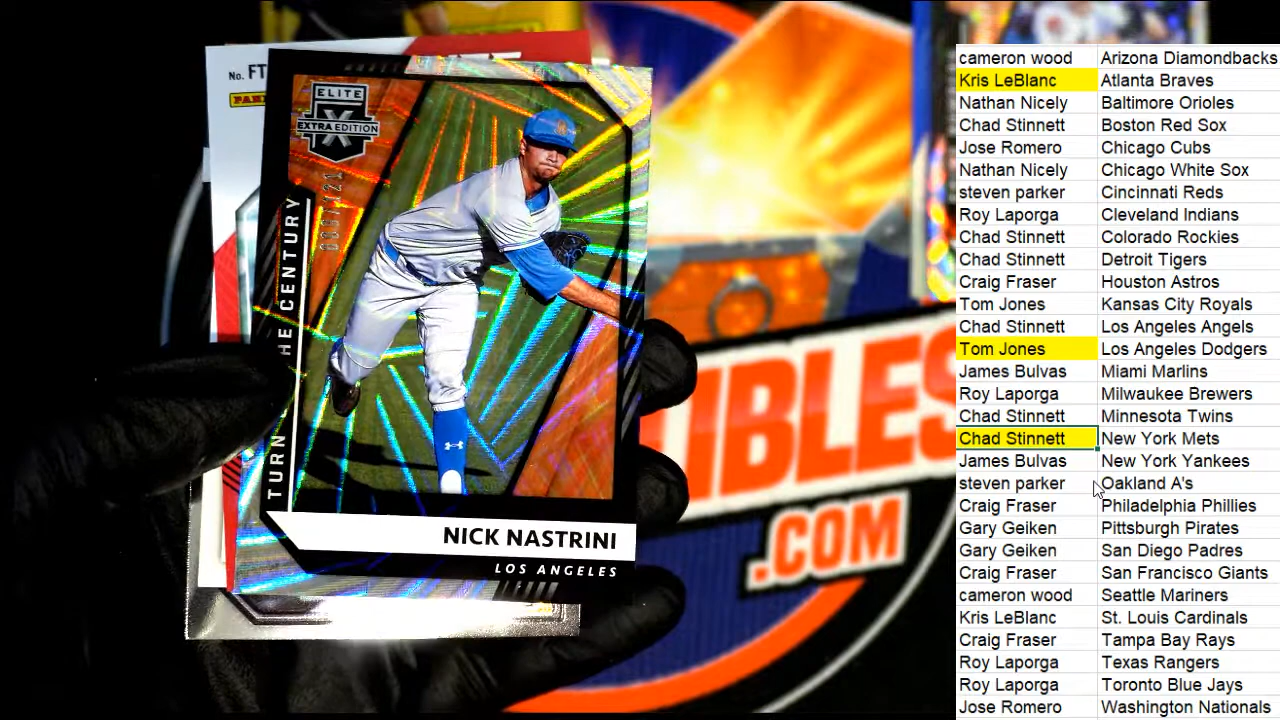 No. FT
PANINI
ELITE
X
EXTRA EDITION
TURN THE CENTURY
NICK NASTRINI
LOS ANGELES
IBLES
.COM
cameron wood Arizona Diamondbacks
Kris LeBlanc Atlanta Braves
Nathan Nicely Baltimore Orioles
Chad Stinnett Boston Red Sox
Jose Romero Chicago Cubs
Nathan Nicely Chicago White Sox
steven parker Cincinnati Reds
Roy Laporga Cleveland Indians
Chad Stinnett Colorado Rockies
Chad Stinnett Detroit Tigers
Craig Fraser Houston Astros
Tom Jones Kansas City Royals
Chad Stinnett Los Angeles Angels
Tom Jones Los Angeles Dodgers
James Bulvas Miami Marlins
Roy Laporga Milwaukee Brewers
Chad Stinnett Minnesota Twins
Chad Stinnett New York Mets
James Bulvas New York Yankees
steven parker Oakland A's
Craig Fraser Philadelphia Phillies
Gary Geiken Pittsburgh Pirates
Gary Geiken San Diego Padres
Craig Fraser San Francisco Giants
cameron wood Seattle Mariners
Kris LeBlanc St. Louis Cardinals
Craig Fraser Tampa Bay Rays
Roy Laporga Texas Rangers
Roy Laporga Toronto Blue Jays
Jose Romero Washington Nationals